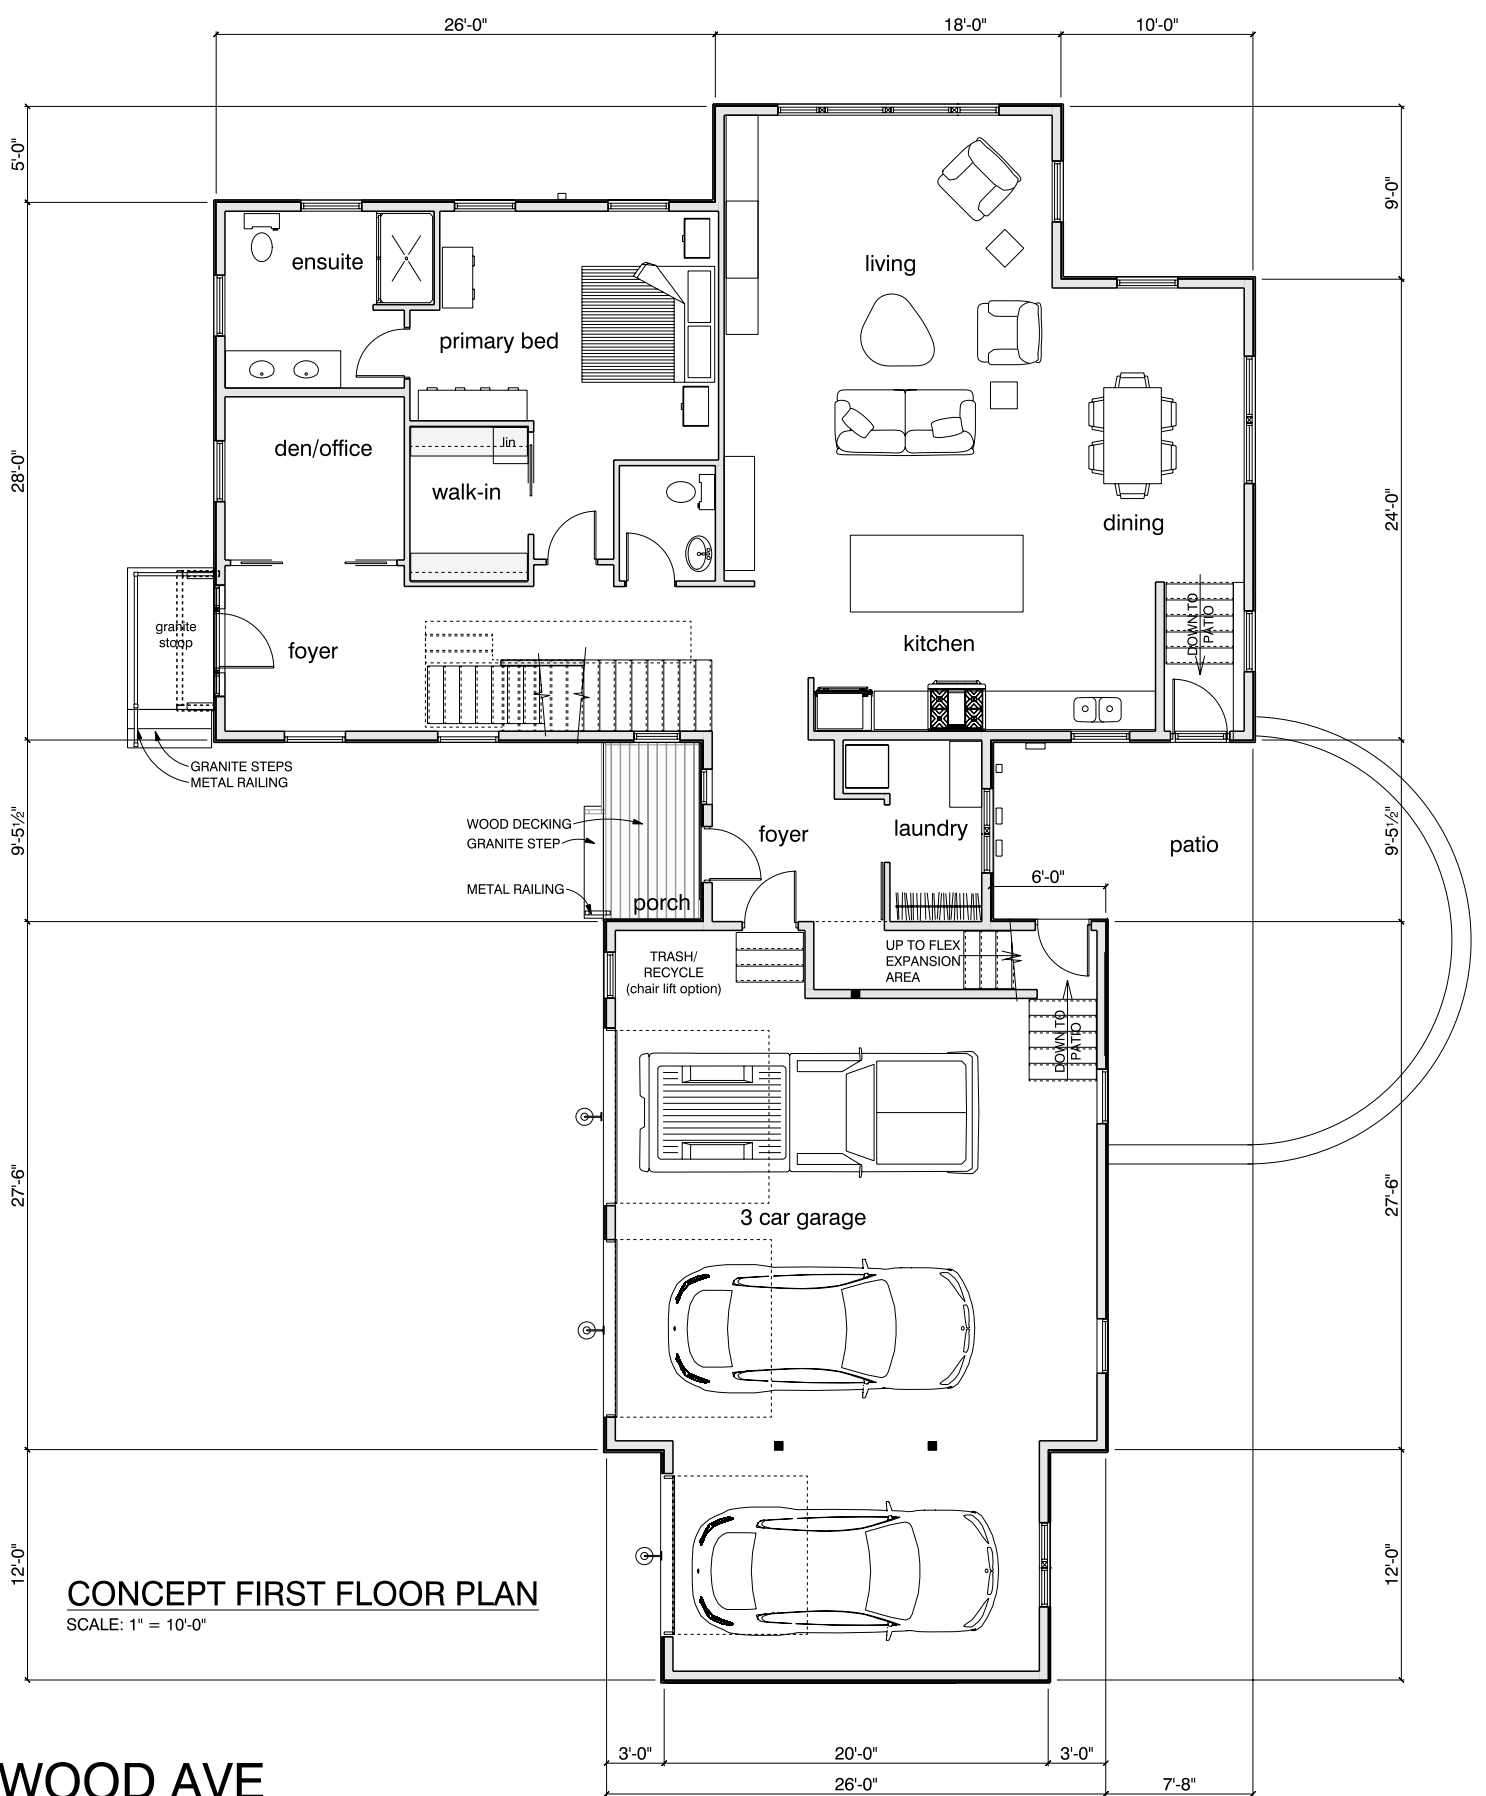 26'-0"
18'-0"
10'-0"
5'-0"
9'-0"
living
ensuite
primary bed
lin
den/office
walk-in
28'-0"
24'-0"
dining
DOWN TO
PATIO
granite
stoop
foyer
kitchen
GRANITE STEPS
METAL RAILING
WOOD DECKING
GRANITE STEP
METAL RAILING
porch
foyer
laundry
patio
9'-5½"
9'-5½"
6'-0"
TRASH/
RECYCLE
(chair lift option)
UP TO FLEX
EXPANSION
AREA
DOWN TO
PATIO
27'-6"
27'-6"
3 car garage
12'-0"
12'-0"
CONCEPT FIRST FLOOR PLAN
SCALE: 1" = 10'-0"
3'-0"
20'-0"
3'-0"
26'-0"
7'-8"
WOOD AVE